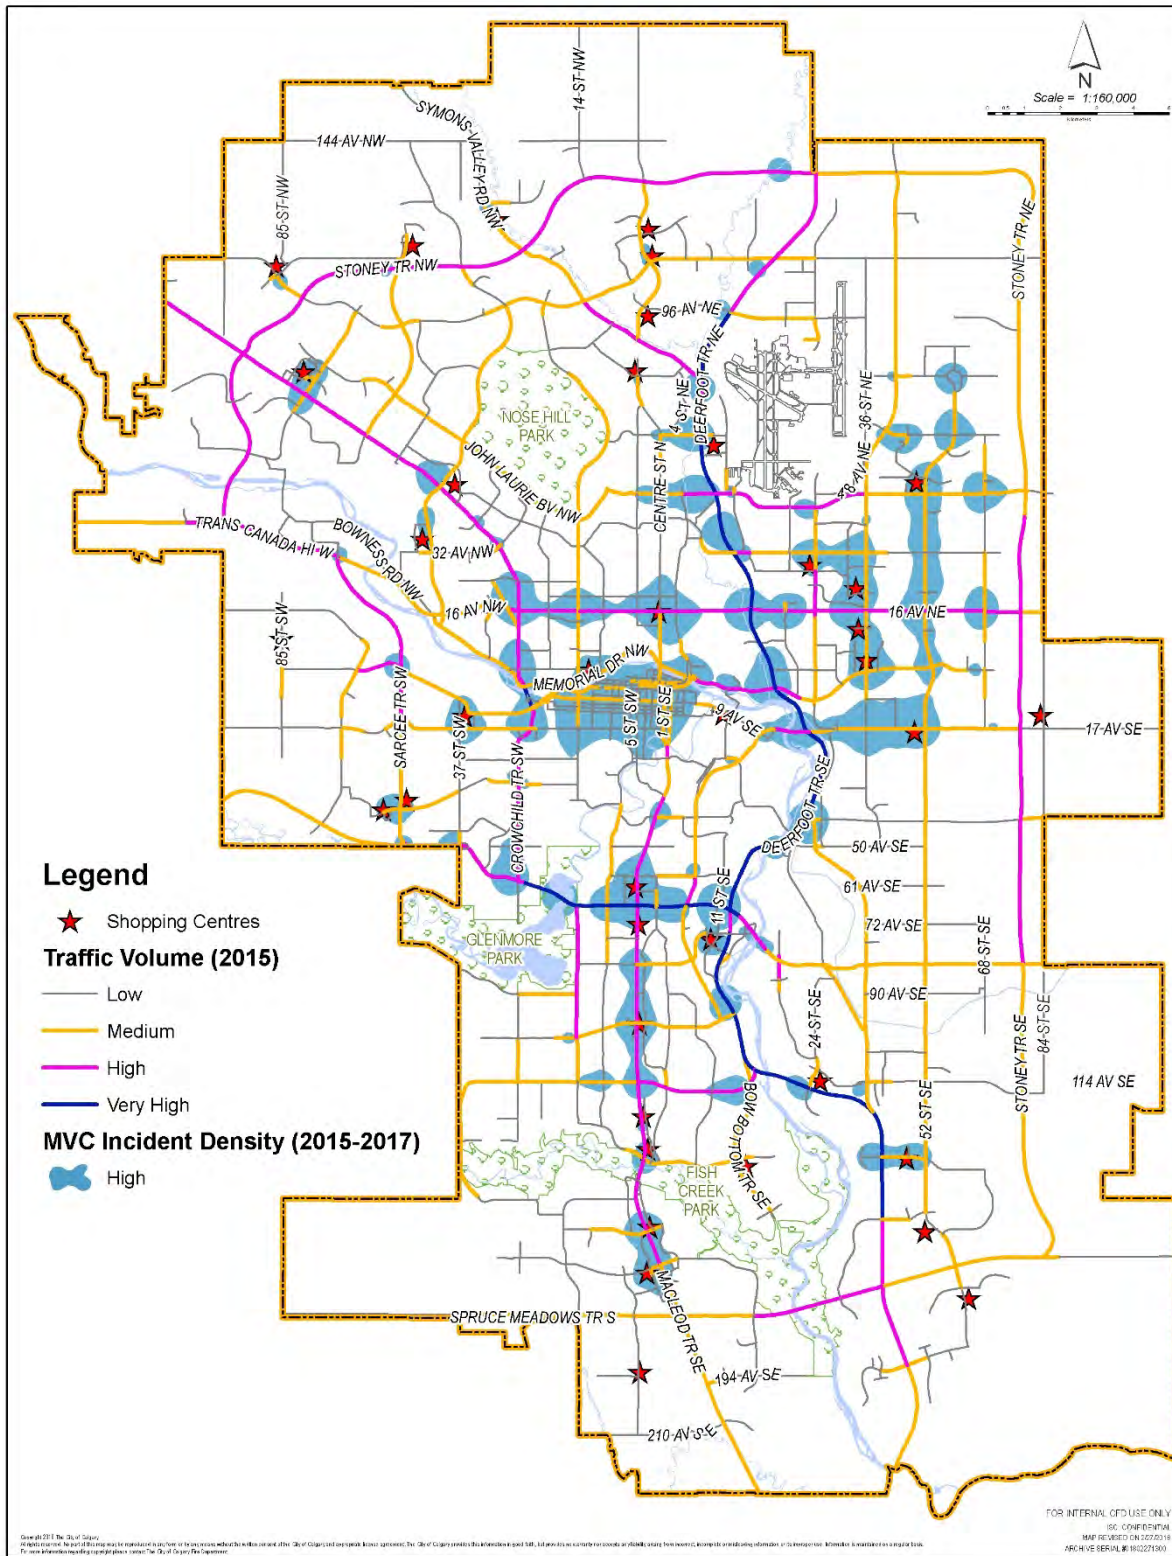 N
Scale = 1:160,000
14-ST-NW
SYMONS-VALLEY-RD-NW
144-AV-NW
85-ST-NW
STONEY TR-NW
STONEY-TR-NE
96-AV-NE
DEERFOOT-TR-NE
4-ST-NE
36-ST-NE
NOSE HILL
PARK
JOHN-LAURIE-BV-NW
CENTRE-ST-N
48-AV-NE
TRANS-CANADA-HI-W
BOWNESS-RD-NW
32-AV-NW
16 AV NW
16 AV-NE
85-ST-SW
MEMORIAL DR NW
SARCEE-TR-SW
37-ST-SW
5 ST SW
1 ST SE
9-AV-SE
17-AV-SE
CROWCHILD-TR-SW
DEERFOOT-TR-SE
50-AV-SE
61-AV-SE
11-ST-SE
72-AV-SE
68-ST-SE
GLENMORE
PARK
90-AV-SE
24-ST-SE
84-ST-SE
STONEY-TR-SE
114 AV SE
BOW-BOTTOM-TR-SE
52-ST-SE
FISH
CREEK
PARK
MACLEOD-TR-SE
SPRUCE MEADOWS TR S
194-AV-SE
210-AV-S-E
Legend
Shopping Centres
Traffic Volume (2015)
Low
Medium
High
Very High
MVC Incident Density (2015-2017)
High
FOR INTERNAL CFD USE ONLY
ISC: CONFIDENTIAL